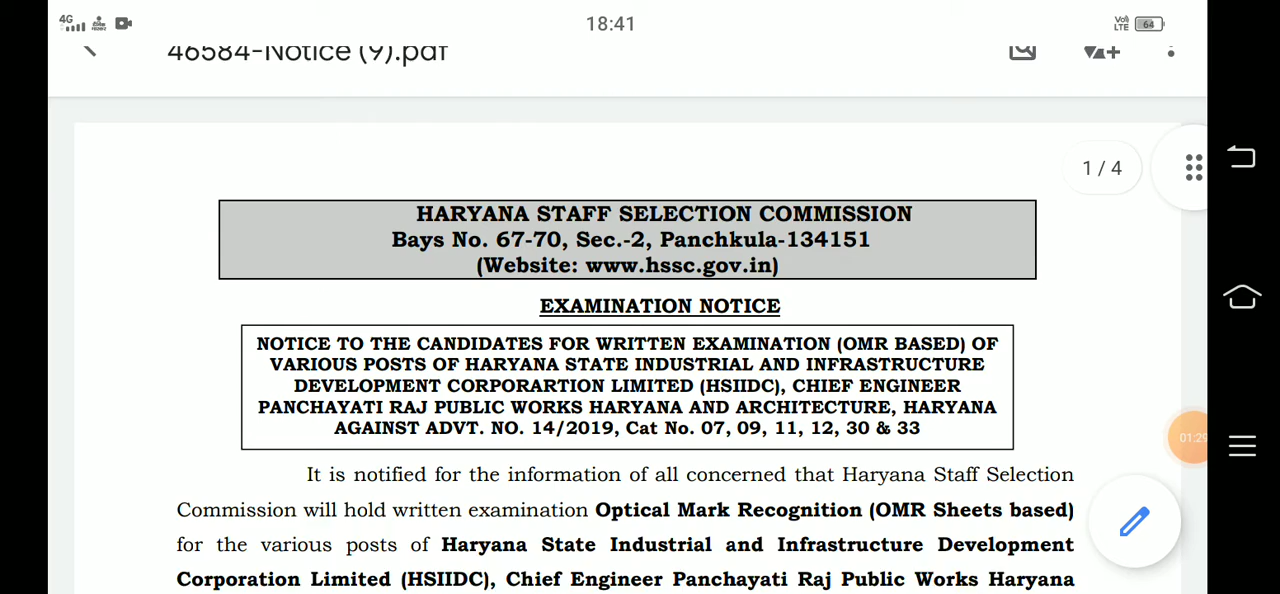 4G
18:41
VoI) LTE 64
46584-Notice (9).pdf
1 / 4
HARYANA STAFF SELECTION COMMISSION
Bays No. 67-70, Sec.-2, Panchkula-134151
(Website: www.hssc.gov.in)
EXAMINATION NOTICE
NOTICE TO THE CANDIDATES FOR WRITTEN EXAMINATION (OMR BASED) OF
VARIOUS POSTS OF HARYANA STATE INDUSTRIAL AND INFRASTRUCTURE
DEVELOPMENT CORPORARTION LIMITED (HSIIDC), CHIEF ENGINEER
PANCHAYATI RAJ PUBLIC WORKS HARYANA AND ARCHITECTURE, HARYANA
AGAINST ADVT. NO. 14/2019, Cat No. 07, 09, 11, 12, 30 & 33
01:29
It is notified for the information of all concerned that Haryana Staff Selection
Commission will hold written examination Optical Mark Recognition (OMR Sheets based)
for the various posts of Haryana State Industrial and Infrastructure Development
Corporation Limited (HSIIDC), Chief Engineer Panchayati Raj Public Works Haryana